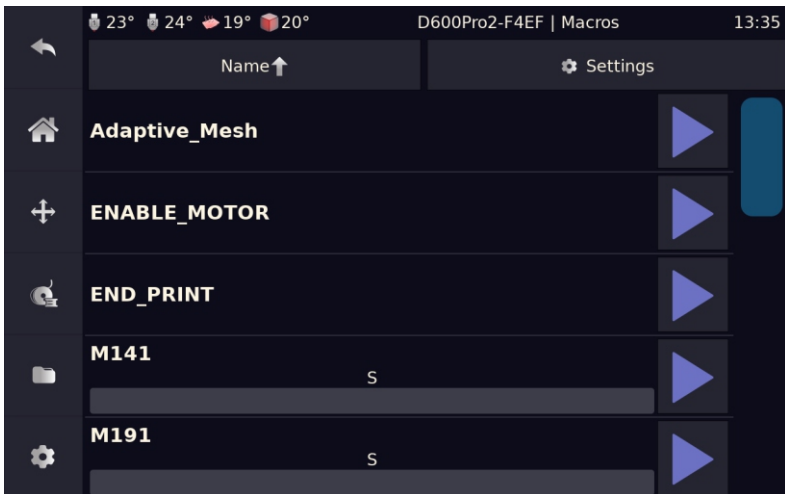 23° 24° 19° 20° D600Pro2-F4EF | Macros 13:35
Name Settings
Adaptive_Mesh
ENABLE_MOTOR
END_PRINT
M141
S
M191
S